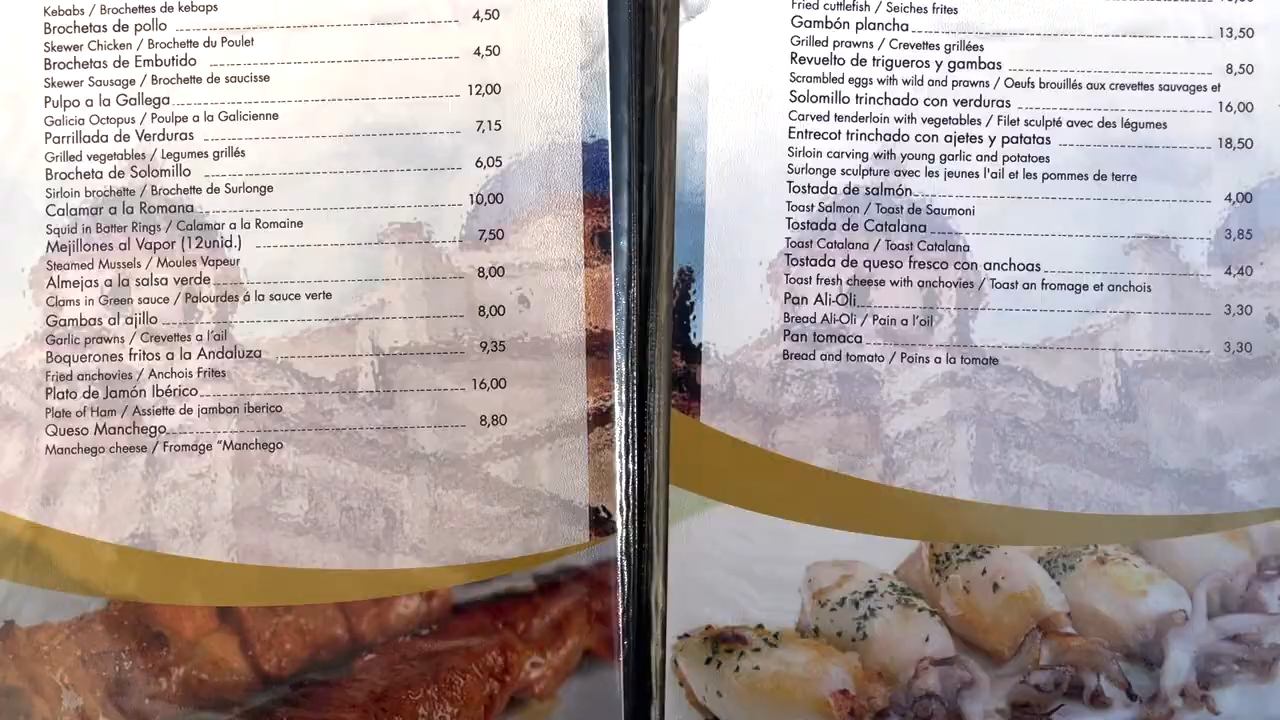 Kebabs / Brochettes de kebaps
Brochetas de pollo 4,50
Skewer Chicken / Brochette du Poulet
Brochetas de Embutido 4,50
Skewer Sausage / Brochette de saucisse
Pulpo a la Gallega 12,00
Galicia Octopus / Poulpe a la Galicienne
Parrillada de Verduras 7,15
Grilled vegetables / Legumes grillés
Brocheta de Solomillo 6,05
Sirloin brochette / Brochette de Surlonge
Calamar a la Romana 10,00
Squid in Batter Rings / Calamar a la Romaine
Mejillones al Vapor (12unid.) 7,50
Steamed Mussels / Moules Vapeur
Almejas a la salsa verde 8,00
Clams in Green sauce / Palourdes á la sauce verte
Gambas al ajillo 8,00
Garlic prawns / Crevettes a l'ail
Boquerones fritos a la Andaluza 9,35
Fried anchovies / Anchois Frites
Plato de Jamón Ibérico 16,00
Plate of Ham / Assiette de jambon iberico
Queso Manchego 8,80
Manchego cheese / Fromage "Manchego
Fried cuttlefish / Seiches frites
Gambón plancha 13,50
Grilled prawns / Crevettes grillées
Revuelto de trigueros y gambas 8,50
Scrambled eggs with wild and prawns / Oeufs brouillés aux crevettes sauvages et
Solomillo trinchado con verduras 16,00
Carved tenderloin with vegetables / Filet sculpté avec des légumes
Entrecot trinchado con ajetes y patatas 18,50
Sirloin carving with young garlic and potatoes
Surlonge sculpture avec les jeunes l'ail et les pommes de terre
Tostada de salmón 4,00
Toast Salmon / Toast de Saumoni
Tostada de Catalana 3,85
Toast Catalana / Toast Catalana
Tostada de queso fresco con anchoas 4,40
Toast fresh cheese with anchovies / Toast an fromage et anchois
Pan Ali-Oli 3,30
Bread Ali-Oli / Pain a l'oil
Pan tomaca 3,30
Bread and tomato / Poins a la tomate